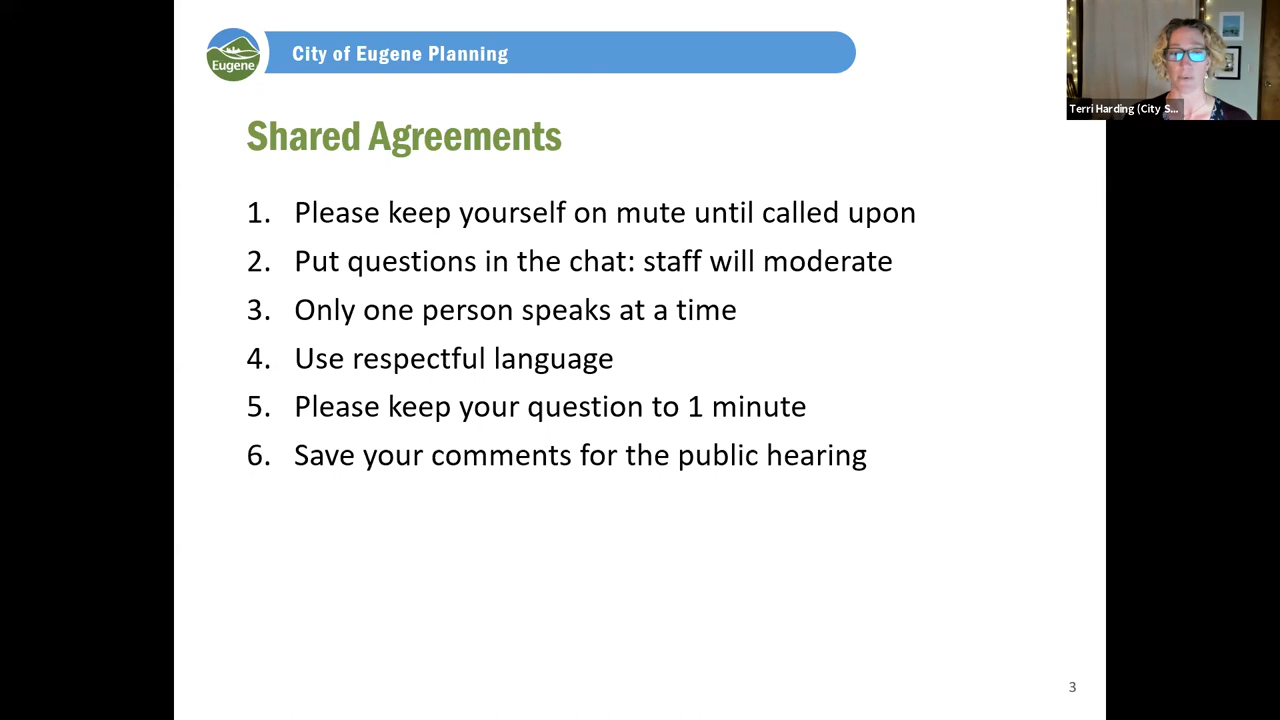 City of Eugene Planning
Eugene
Terri Harding (City S...
Shared Agreements
1. Please keep yourself on mute until called upon
2. Put questions in the chat: staff will moderate
3. Only one person speaks at a time
4. Use respectful language
5. Please keep your question to 1 minute
6. Save your comments for the public hearing
3